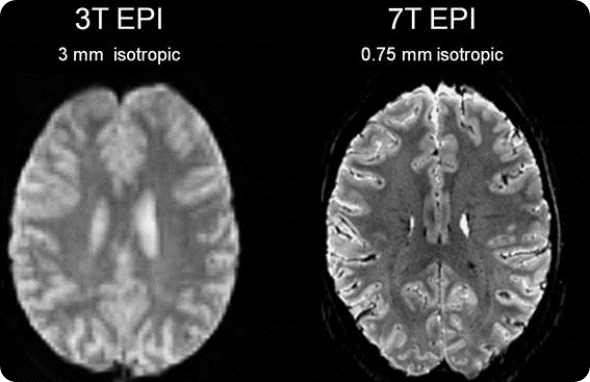 3T EPI
3 mm  isotropic
7T EPI
0.75 mm isotropic